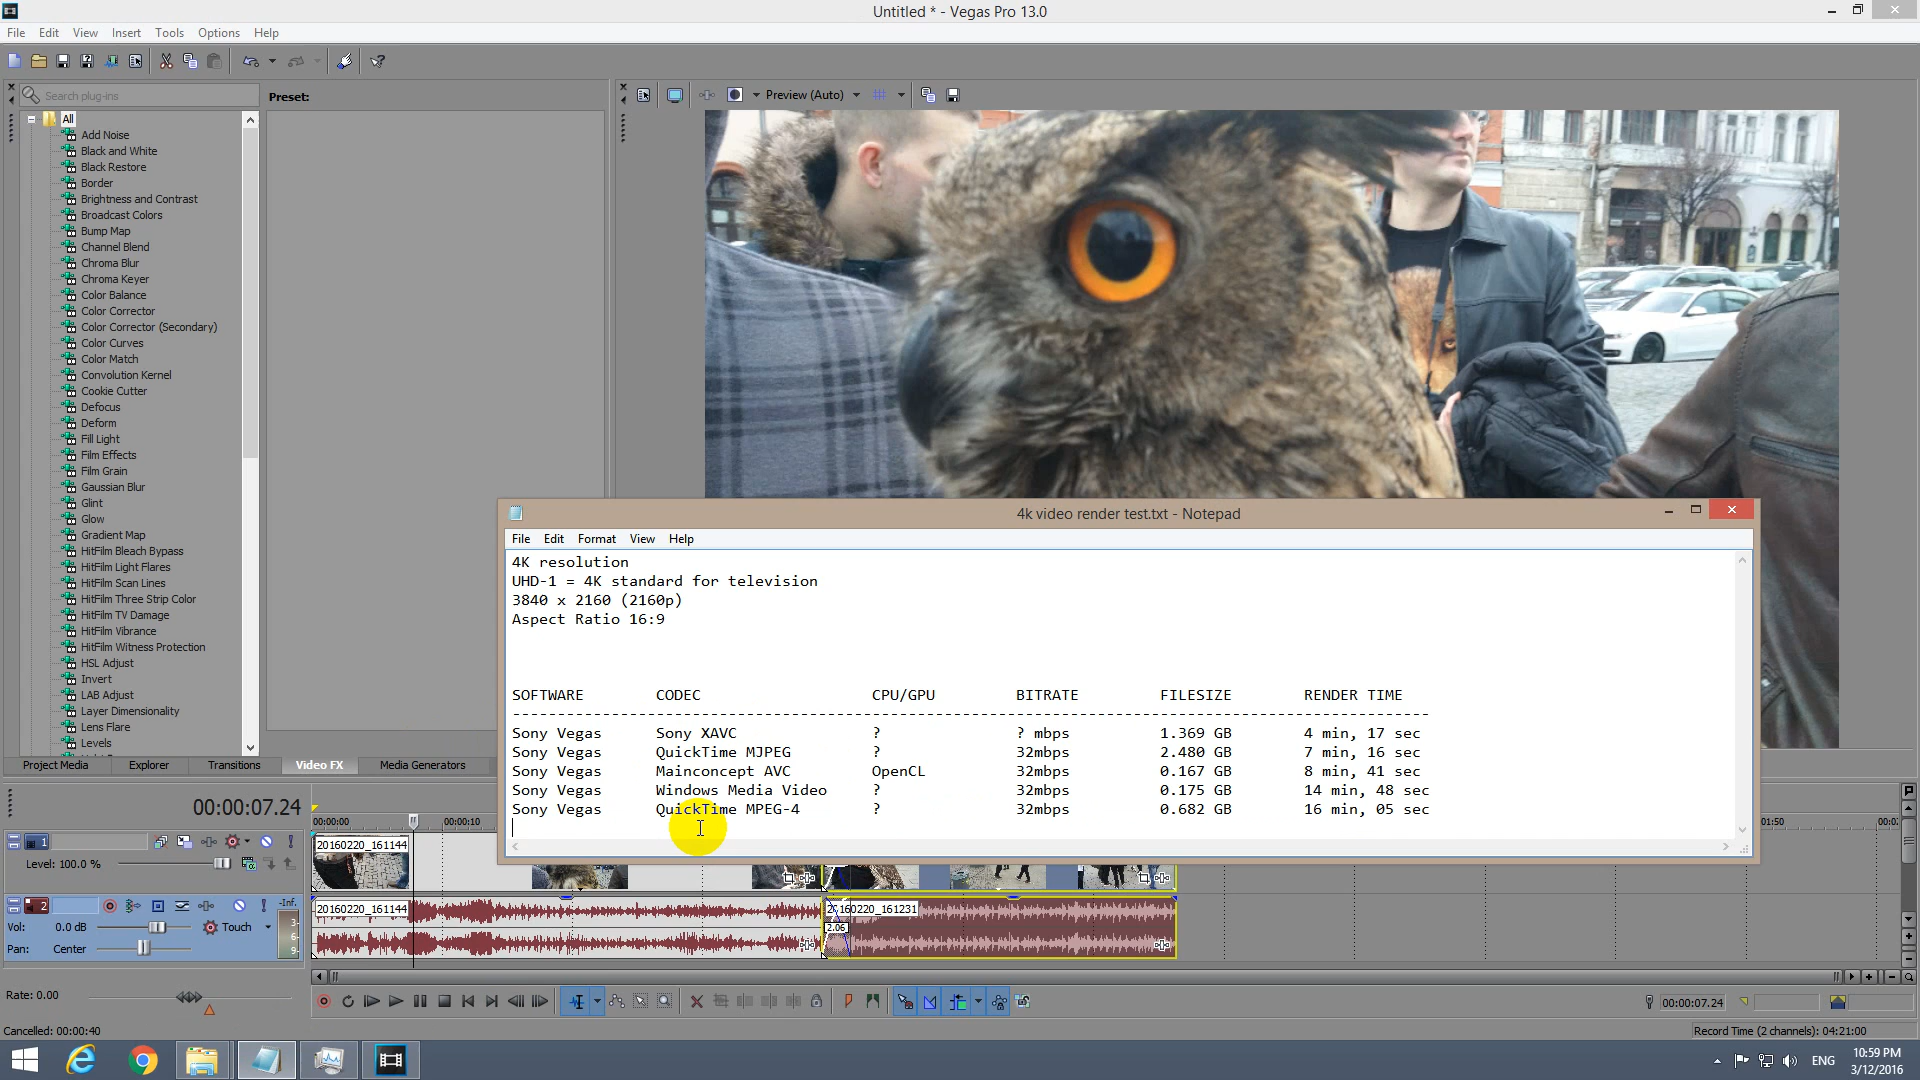 Untitled * - Vegas Pro 13.0
File Edit View Insert Tools Options Help
Search plug-ins
Preset:
Preview (Auto)
All
Add Noise
Black and White
Black Restore
Border
Brightness and Contrast
Broadcast Colors
Bump Map
Channel Blend
Chroma Blur
Chroma Keyer
Color Balance
Color Corrector
Color Corrector (Secondary)
Color Curves
Color Match
Convolution Kernel
Cookie Cutter
Defocus
Deform
Fill Light
Film Effects
Film Grain
Gaussian Blur
Glint
Glow
Gradient Map
HitFilm Bleach Bypass
HitFilm Light Flares
HitFilm Scan Lines
HitFilm Three Strip Color
HitFilm TV Damage
HitFilm Vibrance
HitFilm Witness Protection
HSL Adjust
Invert
LAB Adjust
Layer Dimensionality
Lens Flare
Levels
Project Media Explorer Transitions Video FX Media Generators
4k video render test.txt - Notepad
File Edit Format View Help
4K resolution
UHD-1 = 4K standard for television
3840 x 2160 (2160p)
Aspect Ratio 16:9
SOFTWARE CODEC CPU/GPU BITRATE FILESIZE RENDER TIME
------------------------------------------------------------------------------------------------------
Sony Vegas Sony XAVC ? ? mbps 1.369 GB 4 min, 17 sec
Sony Vegas QuickTime MJPEG ? 32mbps 2.480 GB 7 min, 16 sec
Sony Vegas Mainconcept AVC OpenCL 32mbps 0.167 GB 8 min, 41 sec
Sony Vegas Windows Media Video ? 32mbps 0.175 GB 14 min, 48 sec
Sony Vegas QuickTime MPEG-4 ? 32mbps 0.682 GB 16 min, 05 sec
00:00:07.24
00:00:00 00:00:10
1
20160220_161144
Level: 100.0 %
2
-Inf.
20160220_161144
20160220_161231
Vol: 0.0 dB Touch
2.06
Pan: Center
Rate: 0.00
00:00:07.24
Cancelled: 00:00:40
Record Time (2 channels): 04:21:00
ENG
10:59 PM
3/12/2016